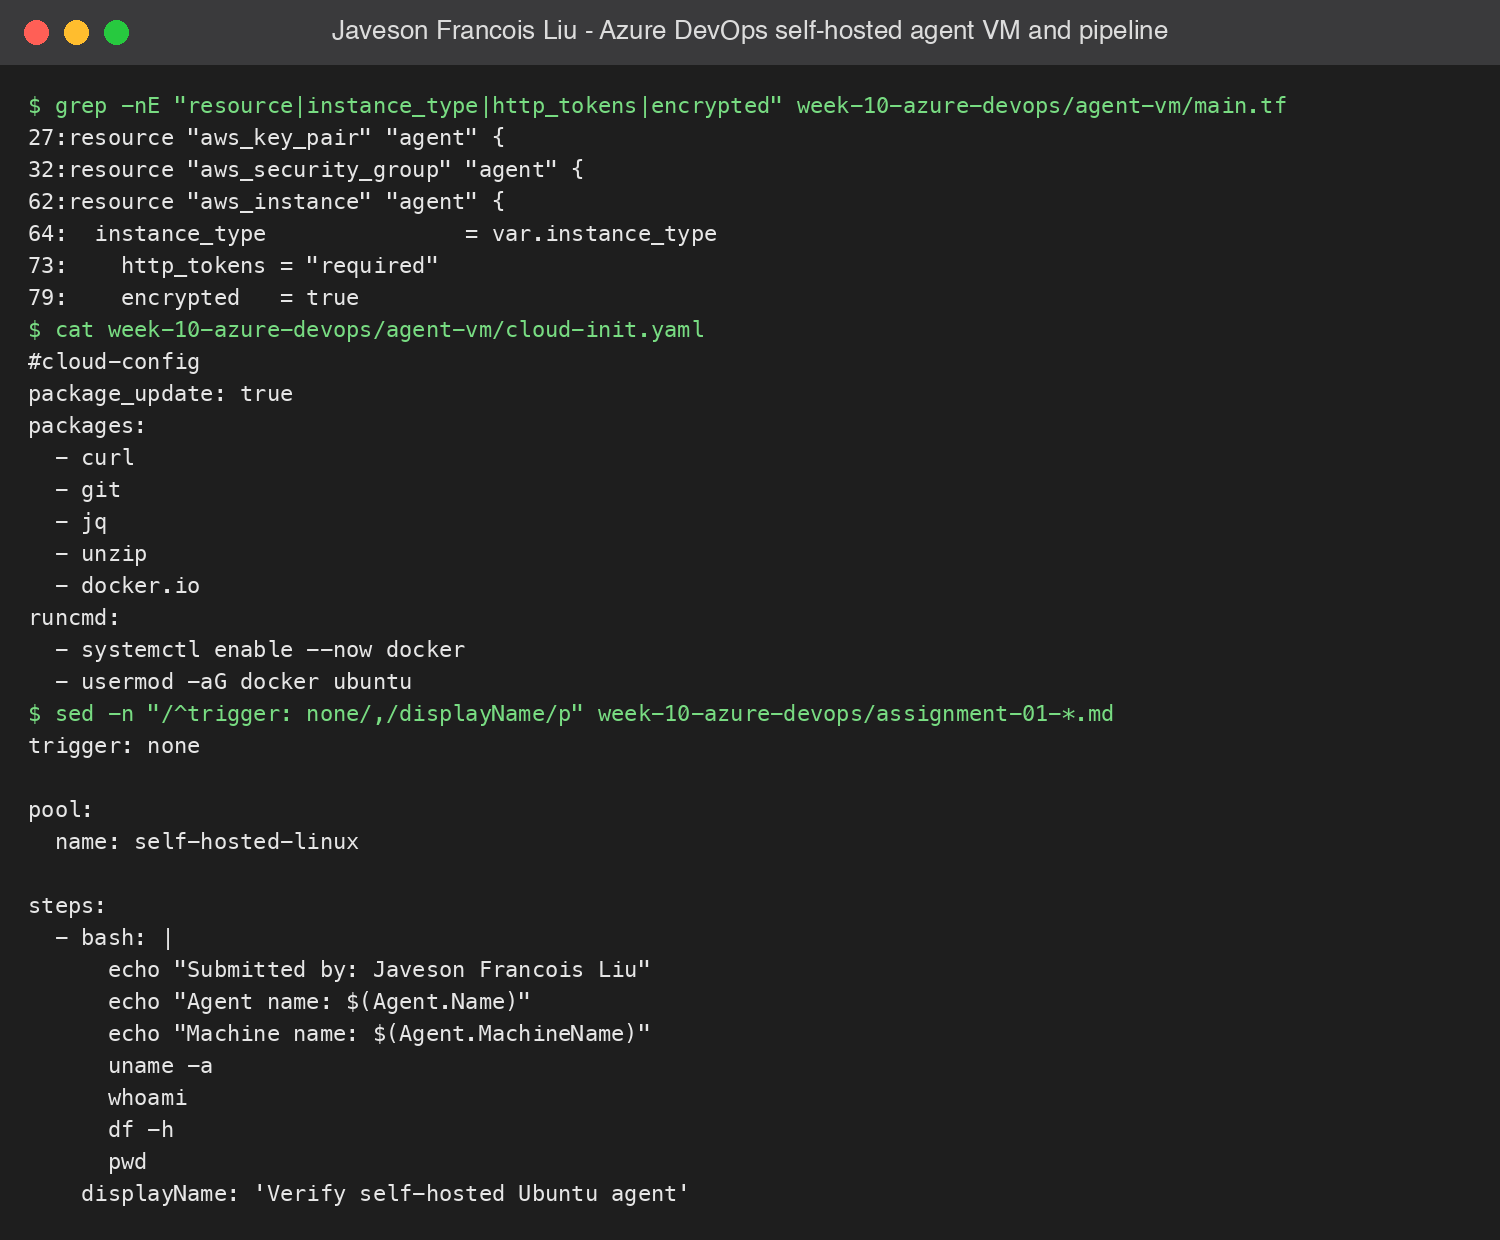 Javeson Francois Liu - Azure DevOps self-hosted agent VM and pipeline
$ grep -nE "resource|instance_type|http_tokens|encrypted" week-10-azure-devops/agent-vm/main.tf
27:resource "aws_key_pair" "agent" {
32:resource "aws_security_group" "agent" {
62:resource "aws_instance" "agent" {
64:  instance_type               = var.instance_type
73:    http_tokens = "required"
79:    encrypted   = true
$ cat week-10-azure-devops/agent-vm/cloud-init.yaml
#cloud-config
package_update: true
packages:
  - curl
  - git
  - jq
  - unzip
  - docker.io
runcmd:
  - systemctl enable --now docker
  - usermod -aG docker ubuntu
$ sed -n "/^trigger: none/,/displayName/p" week-10-azure-devops/assignment-01-*.md
trigger: none

pool:
  name: self-hosted-linux

steps:
  - bash: |
      echo "Submitted by: Javeson Francois Liu"
      echo "Agent name: $(Agent.Name)"
      echo "Machine name: $(Agent.MachineName)"
      uname -a
      whoami
      df -h
      pwd
    displayName: 'Verify self-hosted Ubuntu agent'